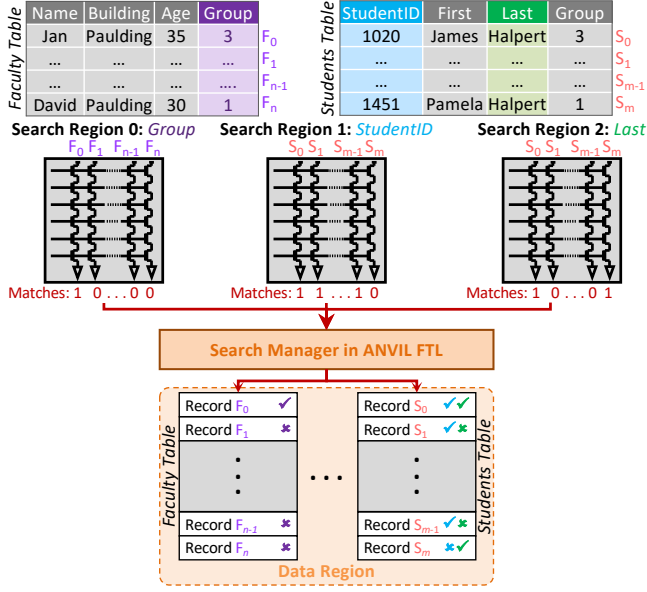 Faculty Table
Name Building Age Group
Jan Paulding 35 3 F0
... ... ... ... F1
... ... ... .... Fn-1
David Paulding 30 1 Fn
Students Table
StudentID First Last Group
1020 James Halpert 3 S0
... ... ... ... S1
... ... ... ... Sm-1
1451 Pamela Halpert 1 Sm
Search Region 0: Group
F0 F1 Fn-1 Fn
Matches: 1 0 . . . 0 0
Search Region 1: StudentID
S0 S1 Sm-1 Sm
Matches: 1 1 . . . 1 0
Search Region 2: Last
S0 S1 Sm-1 Sm
Matches: 1 0 . . . 0 1
Search Manager in ANVIL FTL
Faculty Table
Record F0 ✓
Record F1 ✖
Record Fn-1 ✖
Record Fn ✖
. . .
Record S0 ✓✓
Record S1 ✓✖
Record Sm-1 ✓✖
Record Sm ✖✓
Students Table
Data Region